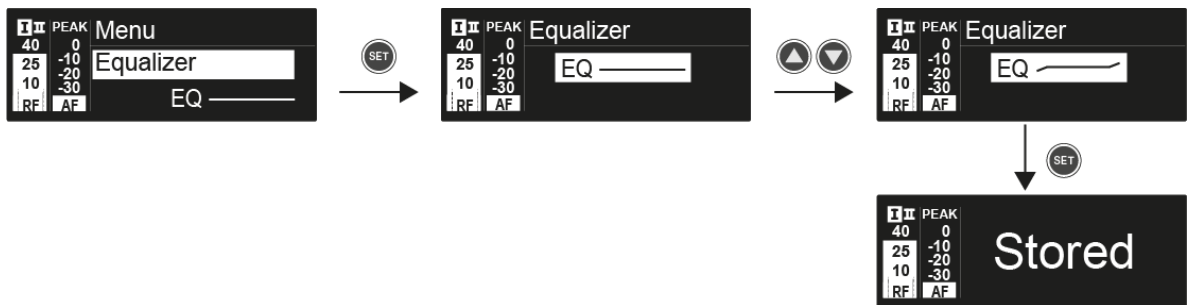 I II PEAK Menu
40 0
25 -10 Equalizer
-20
10 -30
RF AF EQ
SET
I II PEAK Equalizer
40 0
25 -10 EQ
-20
10 -30
RF AF
I II PEAK Equalizer
40 0
25 -10 EQ
-20
10 -30
RF AF
SET
I II PEAK
40 0
25 -10 Stored
-20
10 -30
RF AF